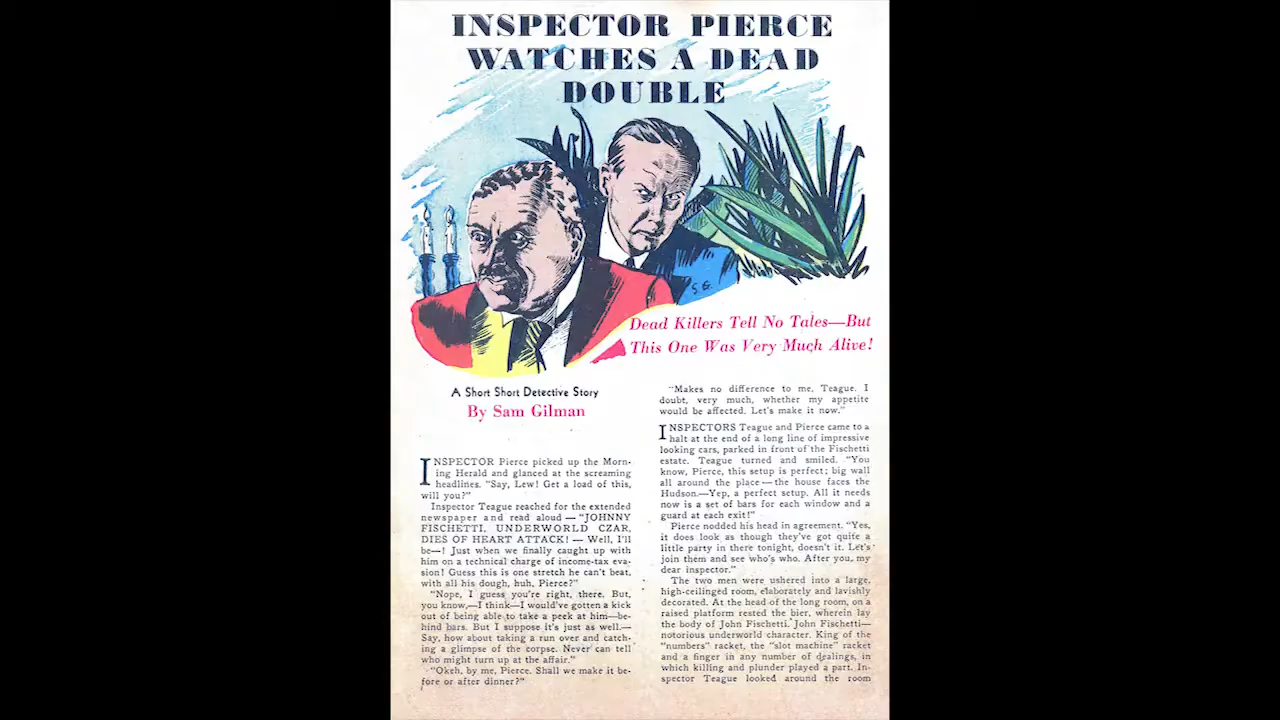 INSPECTOR PIERCE
WATCHES A DEAD
DOUBLE
S G.
Dead Killers Tell No Tales—But
This One Was Very Much Alive!
A Short Short Detective Story
By Sam Gilman
INSPECTOR Pierce picked up the Morn-
ing Herald and glanced at the screaming
headlines. "Say, Lew! Get a load of this,
will you?"
Inspector Teague reached for the extended
newspaper and read aloud — "JOHNNY
FISCHETTI, UNDERWORLD CZAR,
DIES OF HEART ATTACK! — Well, I'll
be—! Just when we finally caught up with
him on a technical charge of income-tax eva-
sion! Guess this is one stretch he can't beat,
with all his dough, huh, Pierce?"
"Nope, I guess you're right, there. But,
you know,—I think—I would've gotten a kick
out of being able to take a peek at him—be-
hind bars. But I suppose it's just as well.—
Say, how about taking a run over and catch-
ing a glimpse of the corpse. Never can tell
who might turn up at the affair."
"Okeh, by me, Pierce. Shall we make it be-
fore or after dinner?"
"Makes no difference to me, Teague. I
doubt, very much, whether my appetite
would be affected. Let's make it now."
INSPECTORS Teague and Pierce came to a
halt at the end of a long line of impressive
looking cars, parked in front of the Fischetti
estate. Teague turned and smiled. "You
know, Pierce, this setup is perfect; big wall
all around the place — the house faces the
Hudson.—Yep, a perfect setup. All it needs
now is a set of bars for each window and a
guard at each exit!"
Pierce nodded his head in agreement. "Yes,
it does look as though they've got quite a
little party in there tonight, doesn't it. Let's
join them and see who's who. After you, my
dear inspector."
The two men were ushered into a large,
high-ceilinged room, elaborately and lavishly
decorated. At the head of the long room, on a
raised platform rested the bier, wherein lay
the body of John Fischetti. John Fischetti—
notorious underworld character. King of the
"numbers" racket, the "slot machine" racket
and a finger in any number of dealings, in
which killing and plunder played a part. In-
spector Teague looked around the room